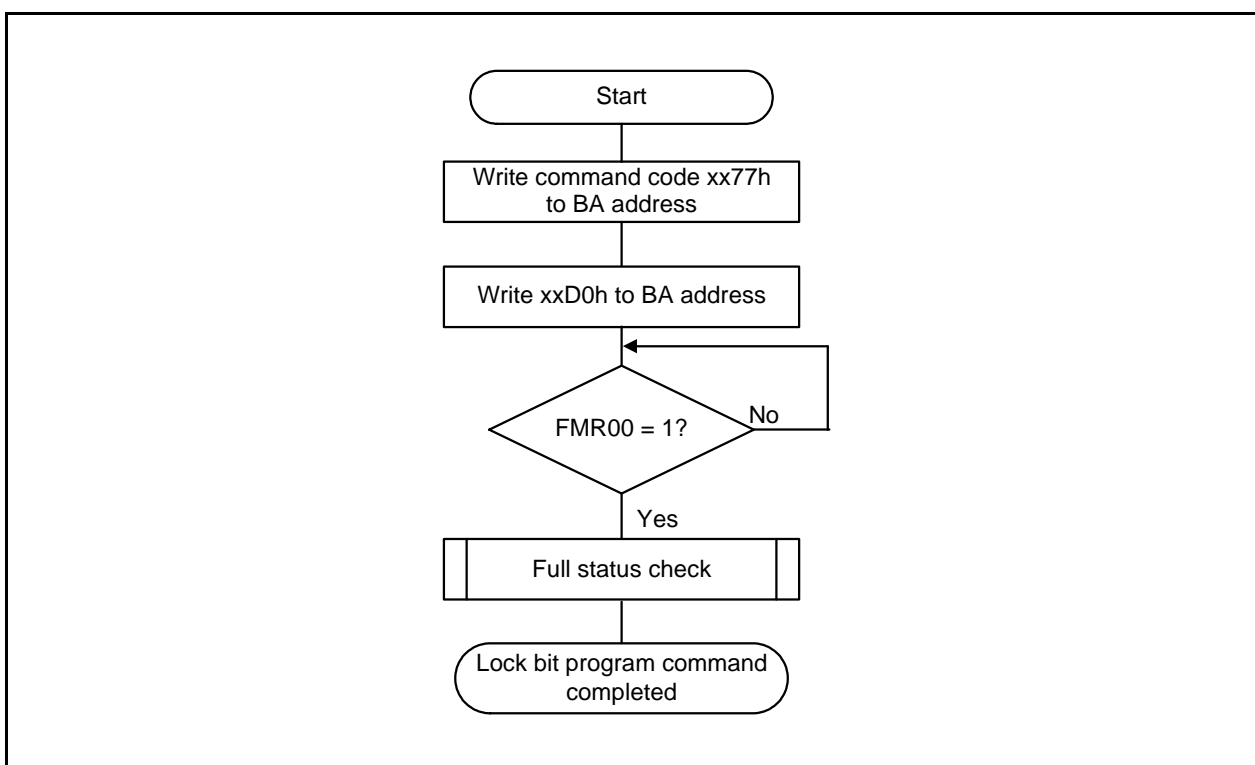 Start
Write command code xx77h
to BA address
Write xxD0h to BA address
FMR00 = 1?
No
Yes
Full status check
Lock bit program command
completed